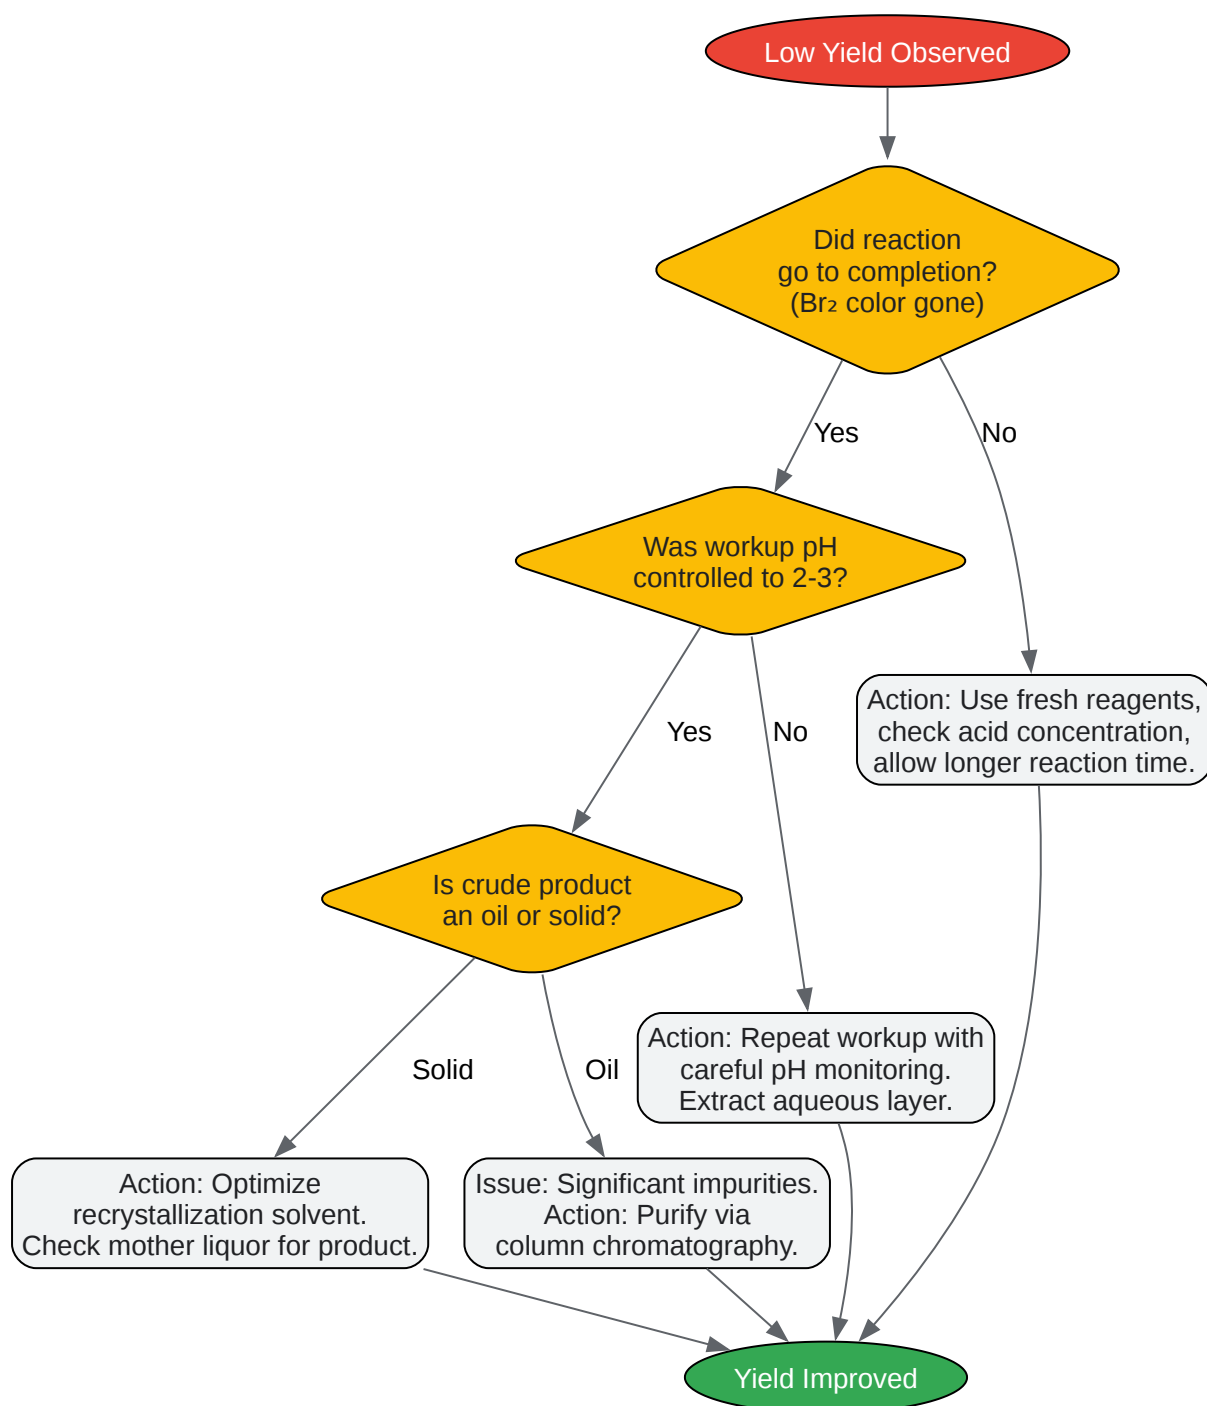 Low Yield Observed
Did reaction
go to completion?
(Br₂ color gone)
Yes
No
Was workup pH
controlled to 2-3?
Action: Use fresh reagents,
check acid concentration,
allow longer reaction time.
Yes
No
Is crude product
an oil or solid?
Action: Repeat workup with
careful pH monitoring.
Extract aqueous layer.
Solid
Oil
Action: Optimize
recrystallization solvent.
Check mother liquor for product.
Issue: Significant impurities.
Action: Purify via
column chromatography.
Yield Improved